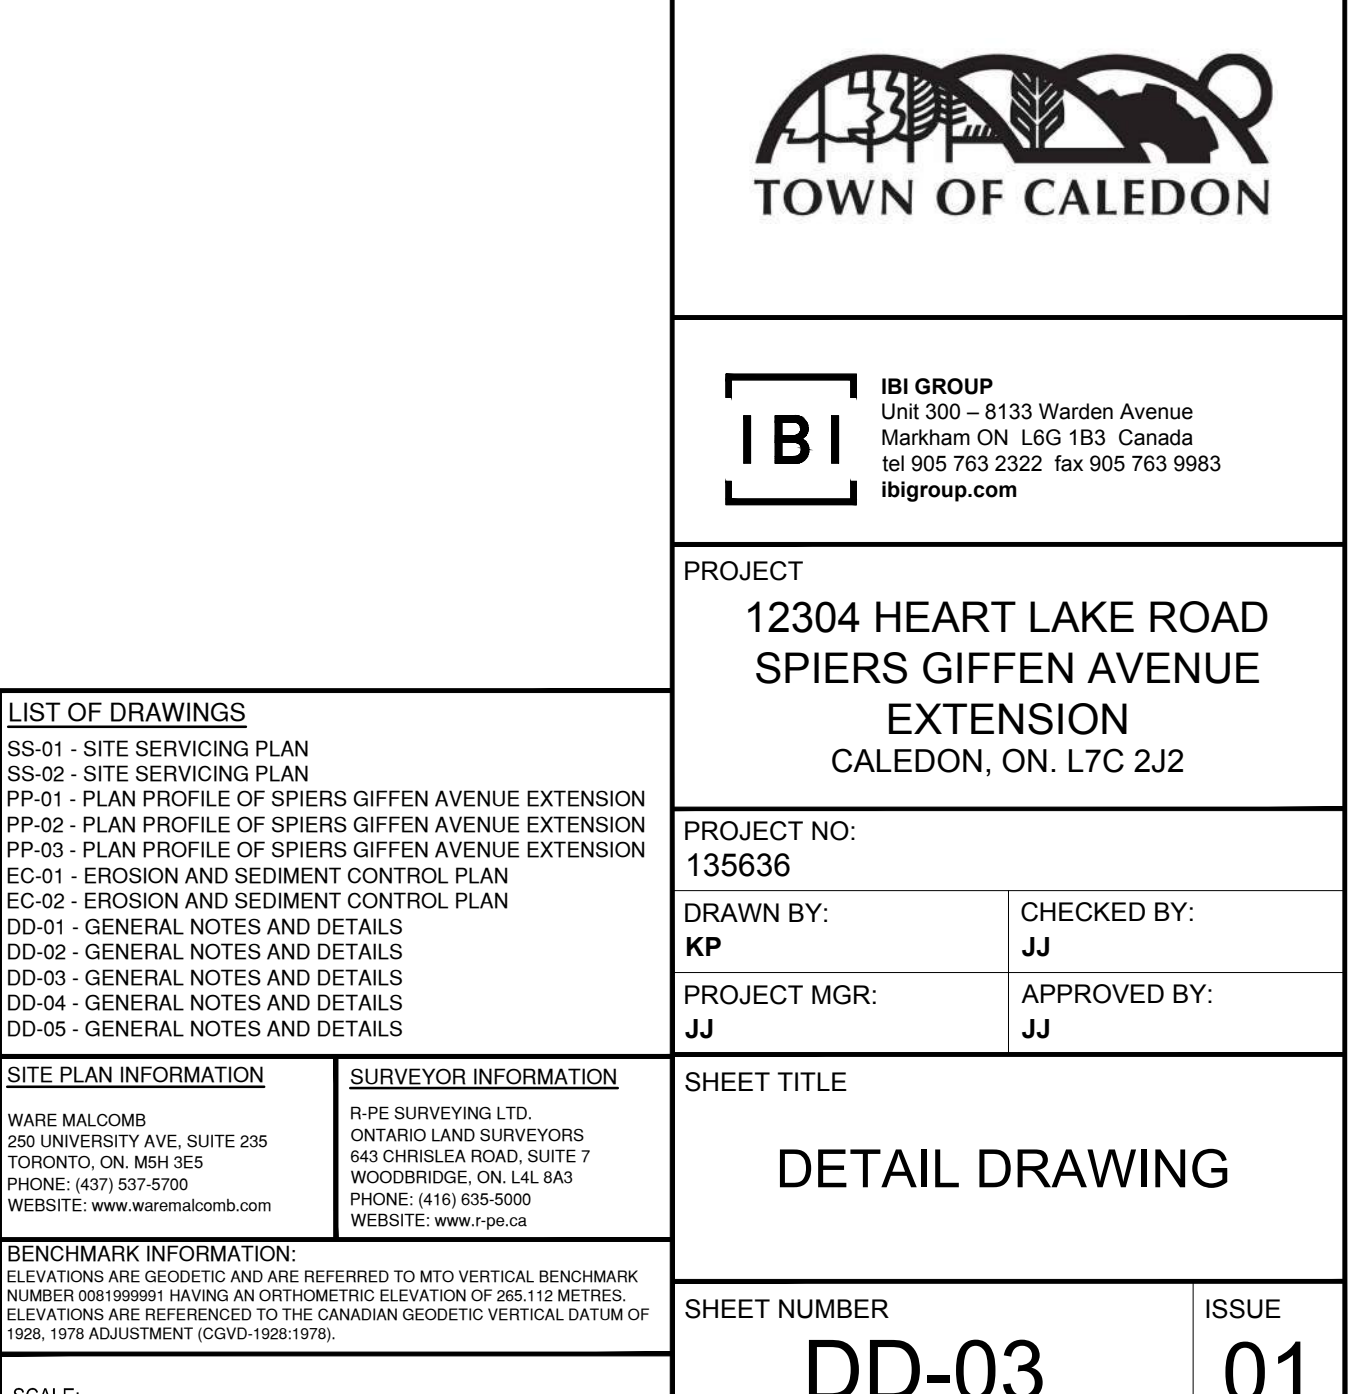 TOWN OF CALEDON
IBI
IBI GROUP
Unit 300 – 8133 Warden Avenue
Markham ON L6G 1B3 Canada
tel 905 763 2322 fax 905 763 9983
ibigroup.com
PROJECT
12304 HEART LAKE ROAD
SPIERS GIFFEN AVENUE
EXTENSION
CALEDON, ON. L7C 2J2
LIST OF DRAWINGS
SS-01 - SITE SERVICING PLAN
SS-02 - SITE SERVICING PLAN
PP-01 - PLAN PROFILE OF SPIERS GIFFEN AVENUE EXTENSION
PP-02 - PLAN PROFILE OF SPIERS GIFFEN AVENUE EXTENSION
PP-03 - PLAN PROFILE OF SPIERS GIFFEN AVENUE EXTENSION
EC-01 - EROSION AND SEDIMENT CONTROL PLAN
EC-02 - EROSION AND SEDIMENT CONTROL PLAN
DD-01 - GENERAL NOTES AND DETAILS
DD-02 - GENERAL NOTES AND DETAILS
DD-03 - GENERAL NOTES AND DETAILS
DD-04 - GENERAL NOTES AND DETAILS
DD-05 - GENERAL NOTES AND DETAILS
PROJECT NO:
135636
DRAWN BY:
KP
CHECKED BY:
JJ
PROJECT MGR:
JJ
APPROVED BY:
JJ
SITE PLAN INFORMATION
WARE MALCOMB
250 UNIVERSITY AVE, SUITE 235
TORONTO, ON. M5H 3E5
PHONE: (437) 537-5700
WEBSITE: www.waremalcomb.com
SURVEYOR INFORMATION
R-PE SURVEYING LTD.
ONTARIO LAND SURVEYORS
643 CHRISLEA ROAD, SUITE 7
WOODBRIDGE, ON. L4L 8A3
PHONE: (416) 635-5000
WEBSITE: www.r-pe.ca
SHEET TITLE
DETAIL DRAWING
BENCHMARK INFORMATION:
ELEVATIONS ARE GEODETIC AND ARE REFERRED TO MTO VERTICAL BENCHMARK
NUMBER 0081999991 HAVING AN ORTHOMETRIC ELEVATION OF 265.112 METRES.
ELEVATIONS ARE REFERENCED TO THE CANADIAN GEODETIC VERTICAL DATUM OF
1928, 1978 ADJUSTMENT (CGVD-1928:1978).
SHEET NUMBER
DD-03
ISSUE
01
SCALE: